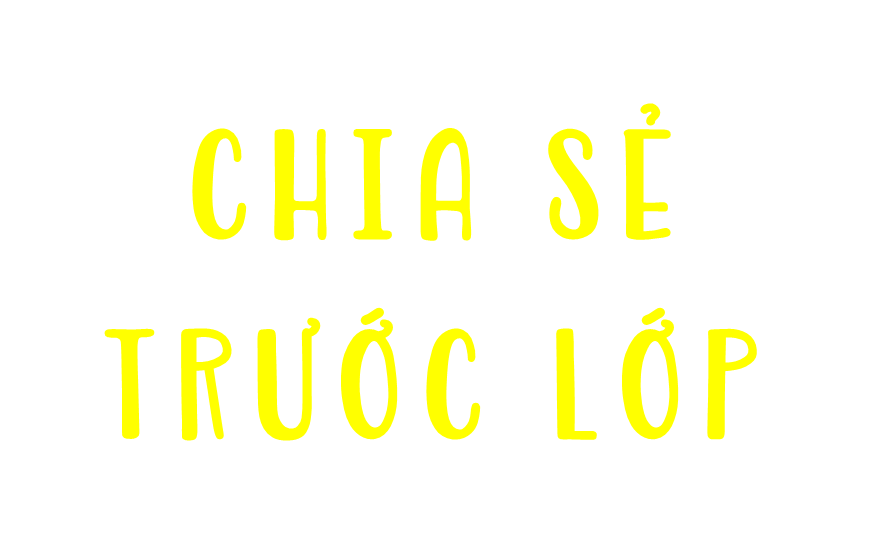 CHIA SẺ
TRƯỚC LỚP